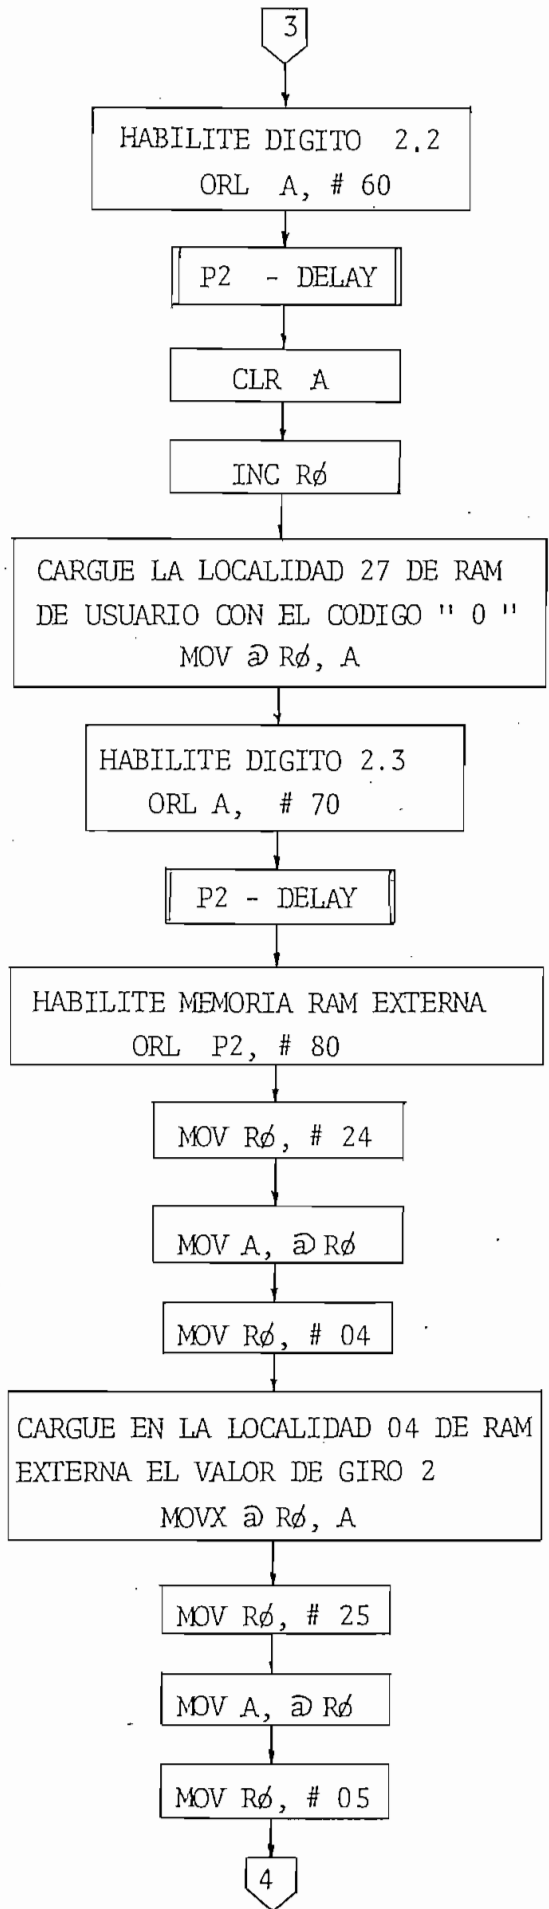 3
HABILITE DIGITO 2.2
ORL A, # 60
P2 - DELAY
CLR A
INC RØ
CARGUE LA LOCALIDAD 27 DE RAM
DE USUARIO CON EL CODIGO " 0 "
MOV @ RØ, A
HABILITE DIGITO 2.3
ORL A, # 70
P2 - DELAY
HABILITE MEMORIA RAM EXTERNA
ORL P2, # 80
MOV RØ, # 24
MOV A, @ RØ
MOV RØ, # 04
CARGUE EN LA LOCALIDAD 04 DE RAM
EXTERNA EL VALOR DE GIRO 2
MOVX @ RØ, A
MOV RØ, # 25
MOV A, @ RØ
MOV RØ, # 05
4